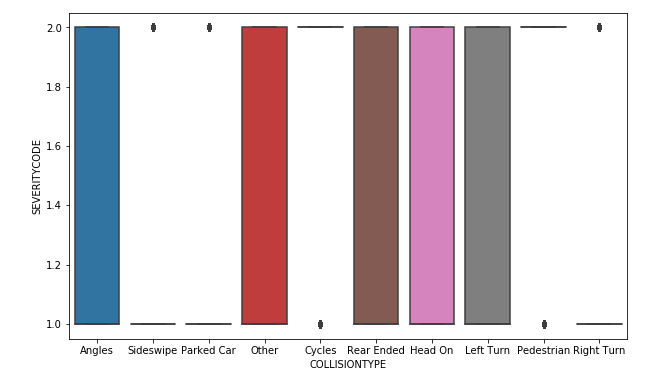 2.0
1.8
1.6
1.4
1.2
1.0
SEVERITYCODE
Angles Sideswipe Parked Car Other Cycles Rear Ended Head On Left Turn Pedestrian Right Turn
COLLISIONTYPE